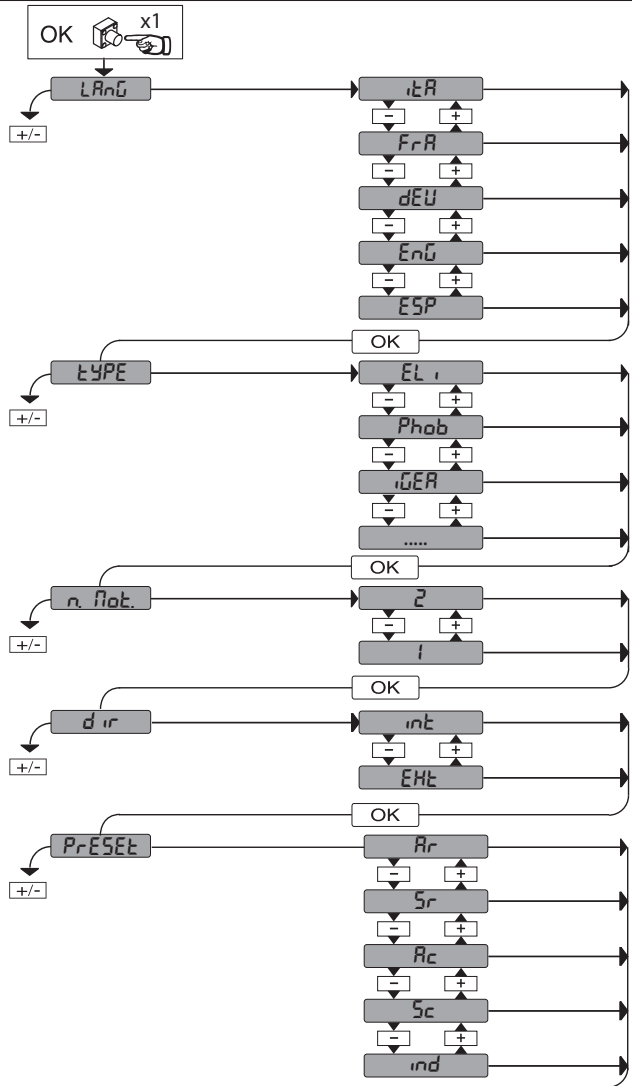 OK x1
LAnG itA
+/- - +
FrA
- +
dEU
- +
EnG
- +
ESP
OK
tYPE ELi
+/- - +
Phob
- +
iGEA
- +
.....
OK
n. Mot. 2
+/- - +
1
OK
dir int
+/- - +
EXt
OK
PrESEt Ar
+/- - +
Sr
- +
Ac
- +
Sc
- +
ind